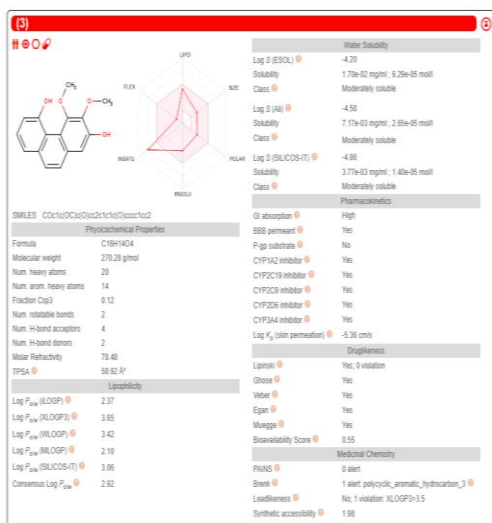 (3)
LIPO
FLEX
SIZE
OH
O
CH₃
O
CH₃
OH
INSATU
POLAR
INSOLU
SMILES COc1c(OC)c(O)cc2c1c1c(O)cccc1cc2
Physicochemical Properties
Formula C16H14O4
Molecular weight 270.28 g/mol
Num. heavy atoms 20
Num. arom. heavy atoms 14
Fraction Csp3 0.12
Num. rotatable bonds 2
Num. H-bond acceptors 4
Num. H-bond donors 2
Molar Refractivity 78.48
TPSA 58.92 Å²
Lipophilicity
Log Po/w (iLOGP) 2.37
Log Po/w (XLOGP3) 3.65
Log Po/w (WLOGP) 3.42
Log Po/w (MLOGP) 2.10
Log Po/w (SILICOS-IT) 3.06
Consensus Log Po/w 2.92
Water Solubility
Log S (ESOL) -4.20
Solubility 1.70e-02 mg/ml ; 6.29e-05 mol/l
Class Moderately soluble
Log S (Ali) -4.58
Solubility 7.17e-03 mg/ml ; 2.65e-05 mol/l
Class Moderately soluble
Log S (SILICOS-IT) -4.86
Solubility 3.77e-03 mg/ml ; 1.40e-05 mol/l
Class Moderately soluble
Pharmacokinetics
GI absorption High
BBB permeant Yes
P-gp substrate No
CYP1A2 inhibitor Yes
CYP2C19 inhibitor Yes
CYP2C9 inhibitor Yes
CYP2D6 inhibitor Yes
CYP3A4 inhibitor Yes
Log Kp (skin permeation) -5.36 cm/s
Druglikeness
Lipinski Yes; 0 violation
Ghose Yes
Veber Yes
Egan Yes
Muegge Yes
Bioavailability Score 0.55
Medicinal Chemistry
PAINS 0 alert
Brenk 1 alert: polycyclic_aromatic_hydrocarbon_3
Leadlikeness No; 1 violation: XLOGP3>3.5
Synthetic accessibility 1.98